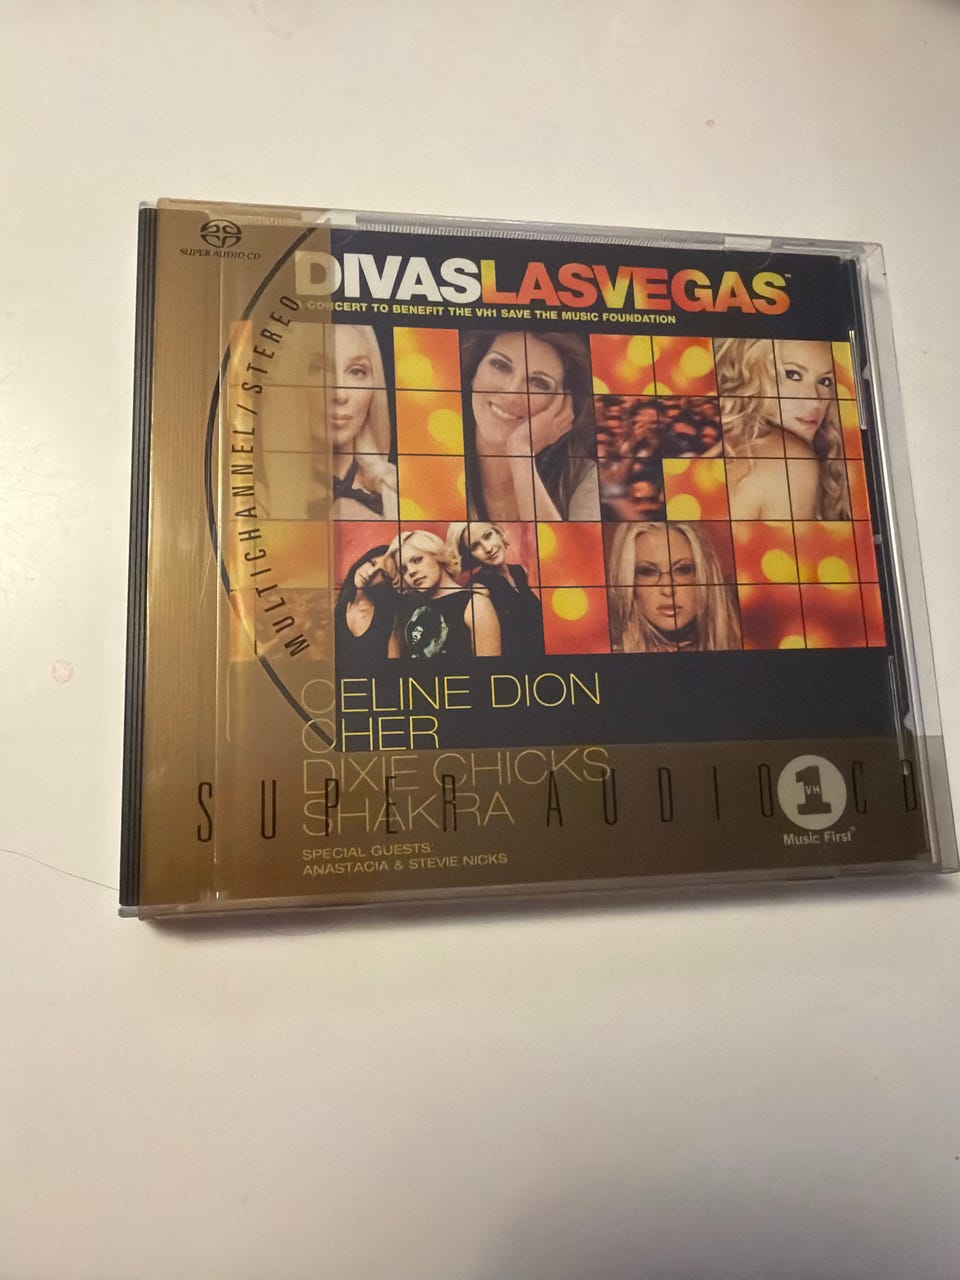 SUPER AUDIO CD
DIVASLASVEGAS™
A CONCERT TO BENEFIT THE VH1 SAVE THE MUSIC FOUNDATION
MULTICHANNEL/STEREO
CELINE DION
CHER
DIXIE CHICKS
SHAKIRA
SUPER AUDIO CD
VH1
Music First®
SPECIAL GUESTS:
ANASTACIA & STEVIE NICKS